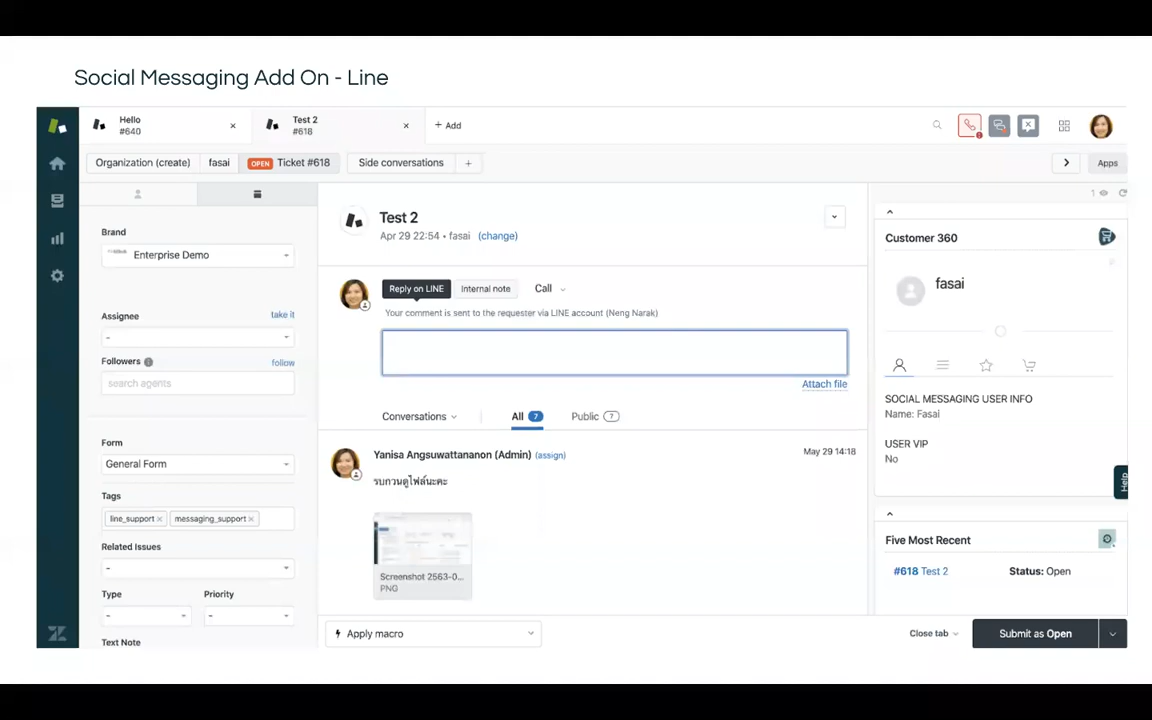 Social Messaging Add On - Line
Hello
#640
Test 2
#618
+ Add
Organization (create)
fasai
OPEN Ticket #618
Side conversations
+
Apps
Brand
Enterprise Demo
Assignee
take it
-
Followers
follow
search agents
Form
General Form
Tags
line_support ×
messaging_support ×
Related Issues
-
Type
Priority
-
-
Text Note
Test 2
Apr 29 22:54 • fasai (change)
Reply on LINE
Internal note
Call
Your comment is sent to the requester via LINE account (Neng Narak)
Attach file
Conversations
All 7
Public 7
Yanisa Angsuwattananon (Admin) (assign)
May 29 14:18
รบกวนดูไฟล์นะคะ
Screenshot 2563-0...
PNG
Apply macro
1
Customer 360
fasai
SOCIAL MESSAGING USER INFO
Name: Fasai
USER VIP
No
Help
Five Most Recent
#618 Test 2
Status: Open
Close tab
Submit as Open